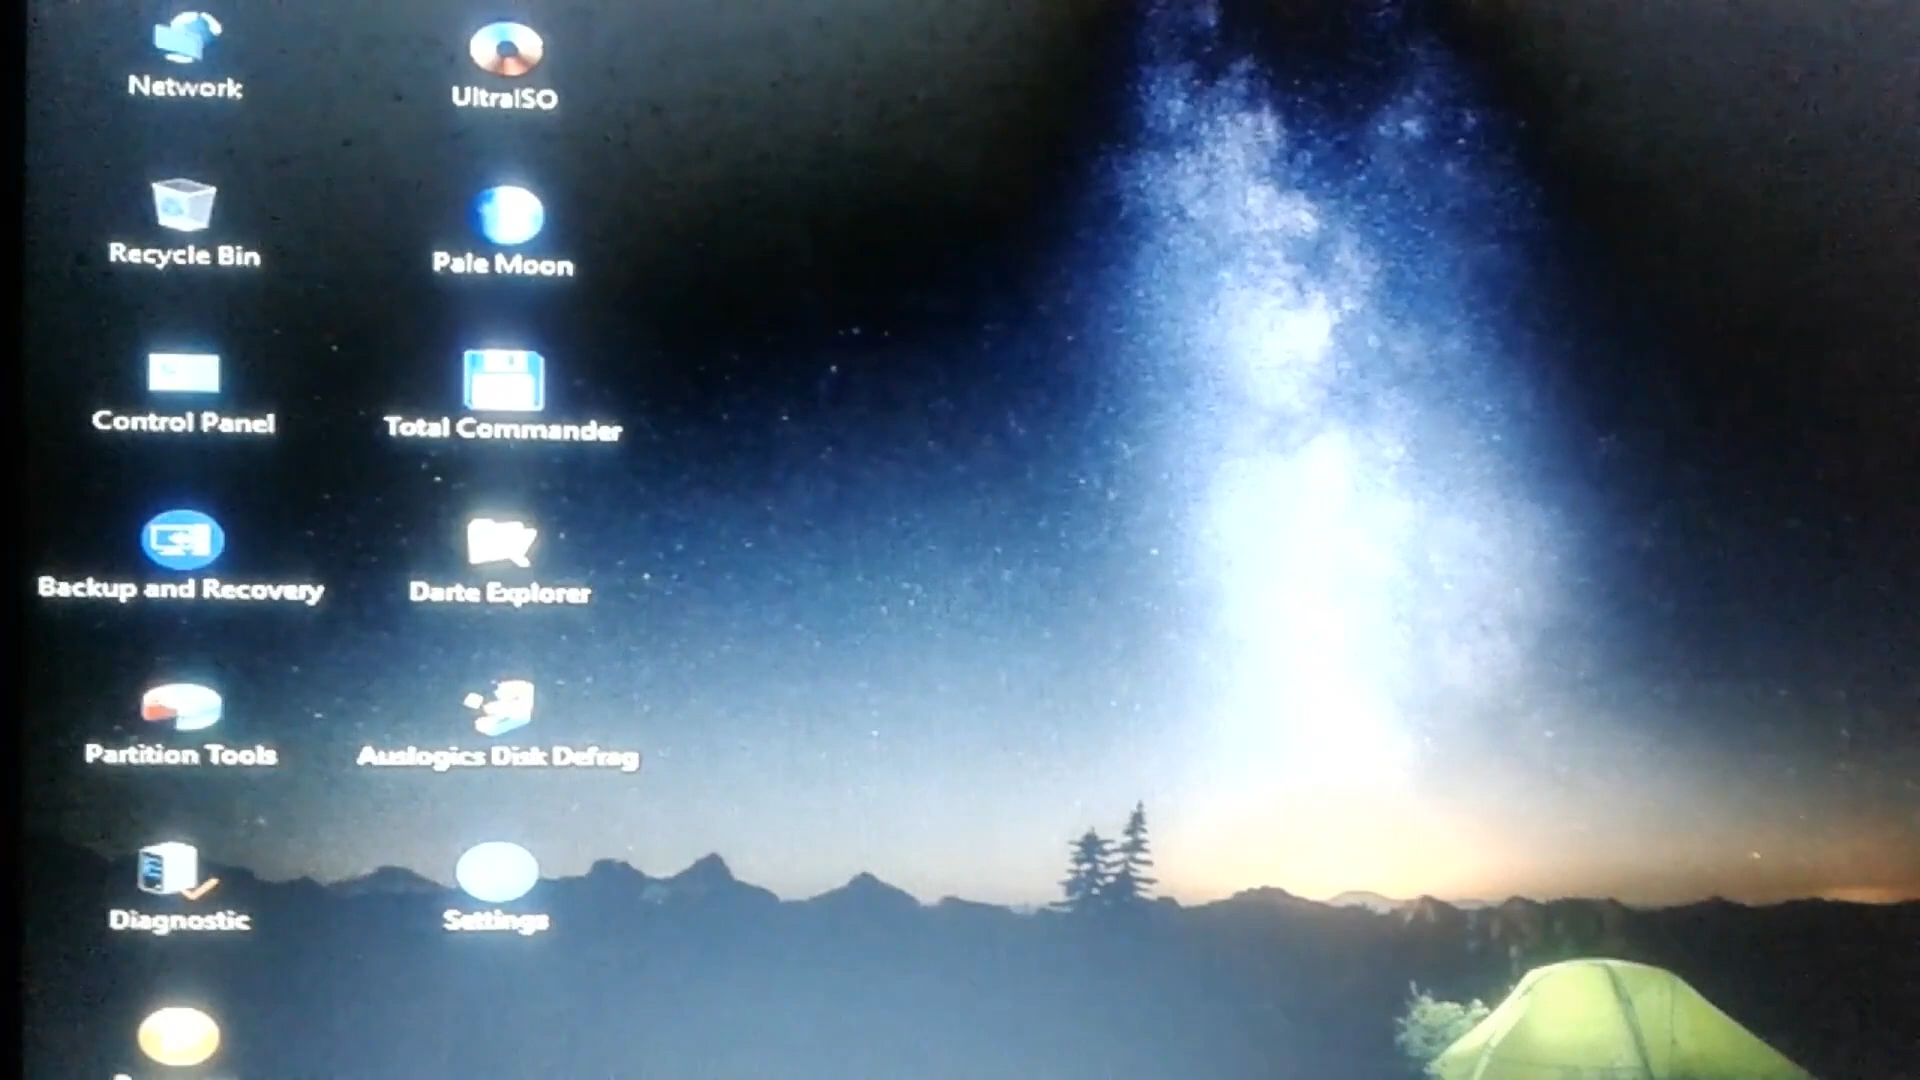 Network
UltraISO
Recycle Bin
Pale Moon
Control Panel
Total Commander
Backup and Recovery
Darte Explorer
Partition Tools
Auslogics Disk Defrag
Diagnostic
Settings